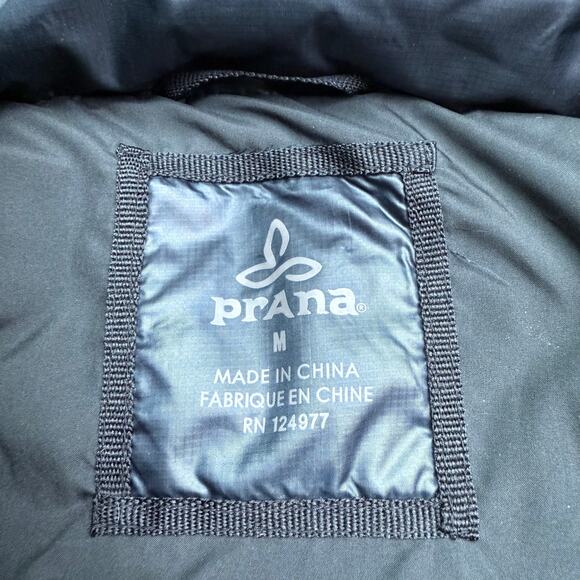 prAna®
M
MADE IN CHINA
FABRIQUE EN CHINE
RN 124977